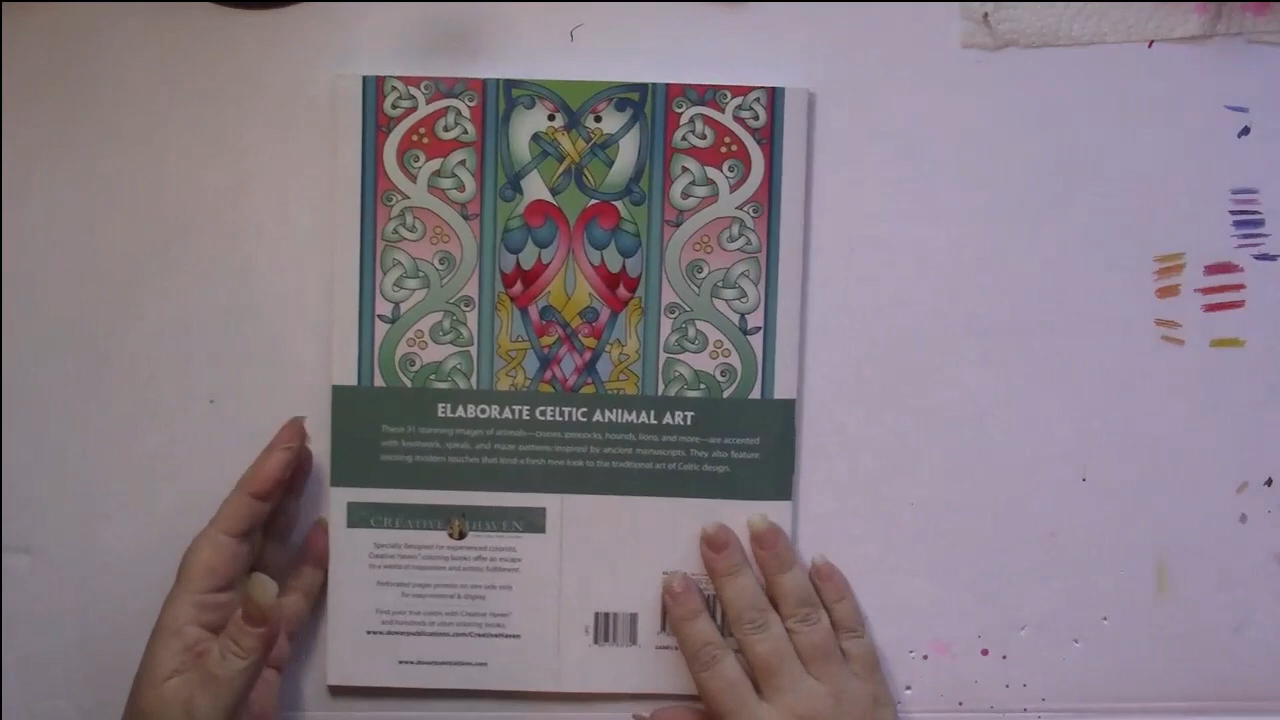 ELABORATE CELTIC ANIMAL ART
These 31 stunning images of animals—cranes, peacocks, hounds, lions, and more—are accented
with knotwork, spirals, and maze patterns inspired by ancient manuscripts. They also feature
exciting modern touches that lend a fresh new look to the traditional art of Celtic design.
CREATIVE HAVEN
Specially designed for experienced colorists,
Creative Haven® coloring books offer an escape
to a world of inspiration and artistic fulfillment.
Perforated pages printed on one side only
for easy removal & display
Find your true colors with Creative Haven®
and hundreds of other coloring books.
www.doverpublications.com/CreativeHaven
www.doverpublications.com